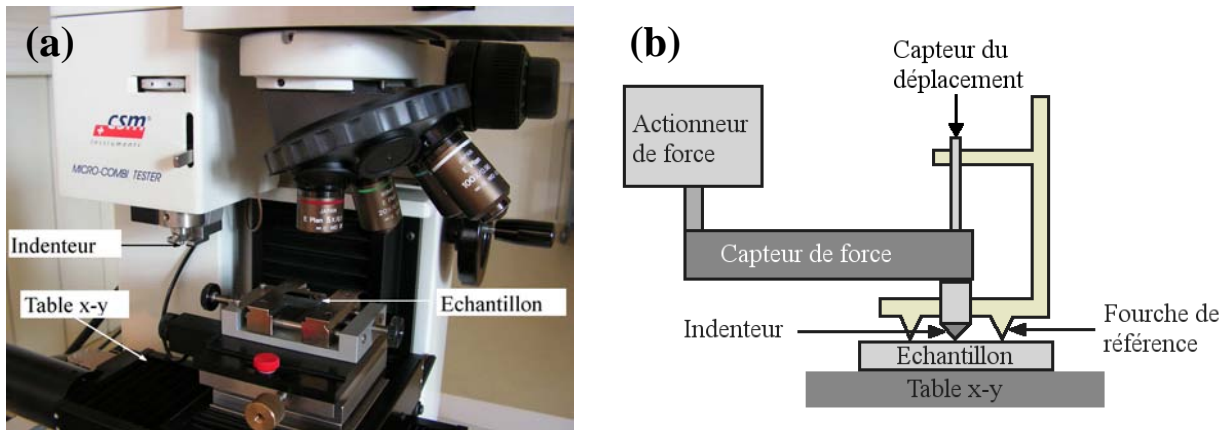 (a)
csm
instruments
MICRO-COMBI TESTER
Indenteur
Table x-y
Echantillon
(b)
Capteur du
déplacement
Actionneur
de force
Capteur de force
Indenteur
Fourche de
référence
Echantillon
Table x-y